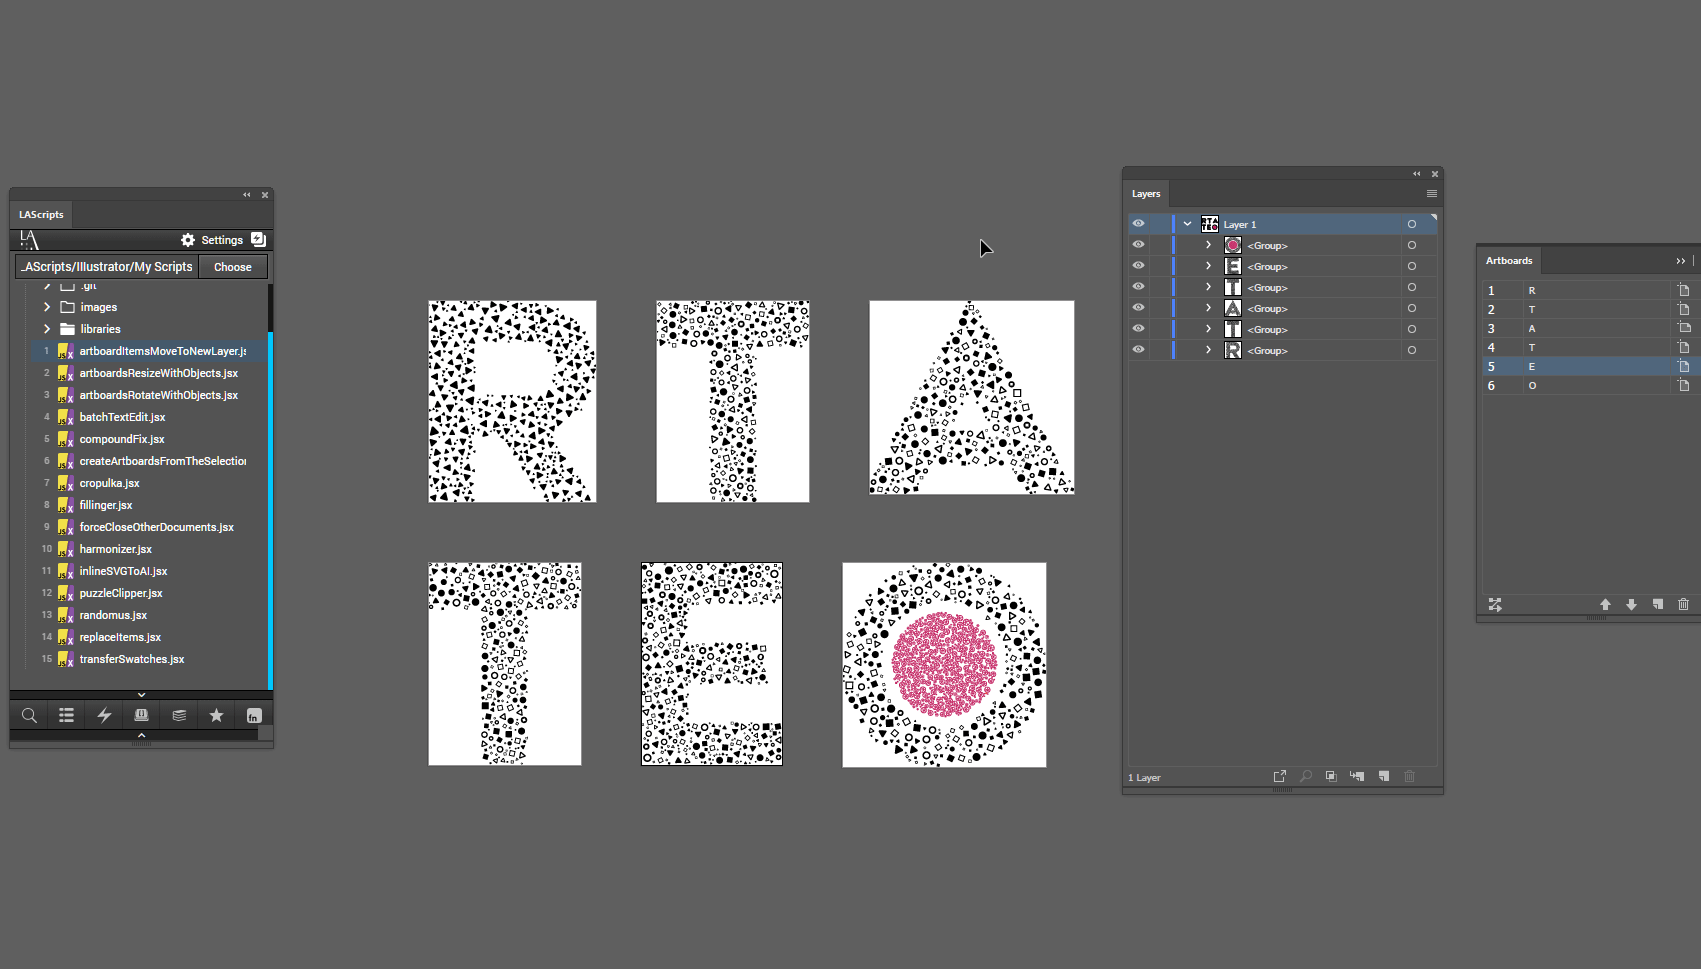 LAScripts
LA
Settings
_AScripts/Illustrator/My Scripts
Choose
.git
images
libraries
1 artboardItemsMoveToNewLayer.js
2 artboardsResizeWithObjects.jsx
3 artboardsRotateWithObjects.jsx
4 batchTextEdit.jsx
5 compoundFix.jsx
6 createArtboardsFromTheSelection
7 cropulka.jsx
8 fillinger.jsx
9 forceCloseOtherDocuments.jsx
10 harmonizer.jsx
11 inlineSVGToAI.jsx
12 puzzleClipper.jsx
13 randomus.jsx
14 replaceItems.jsx
15 transferSwatches.jsx
fn
R T A
T E O
Layers
Layer 1
<Group>
<Group>
<Group>
<Group>
<Group>
<Group>
1 Layer
Artboards
1 R
2 T
3 A
4 T
5 E
6 O